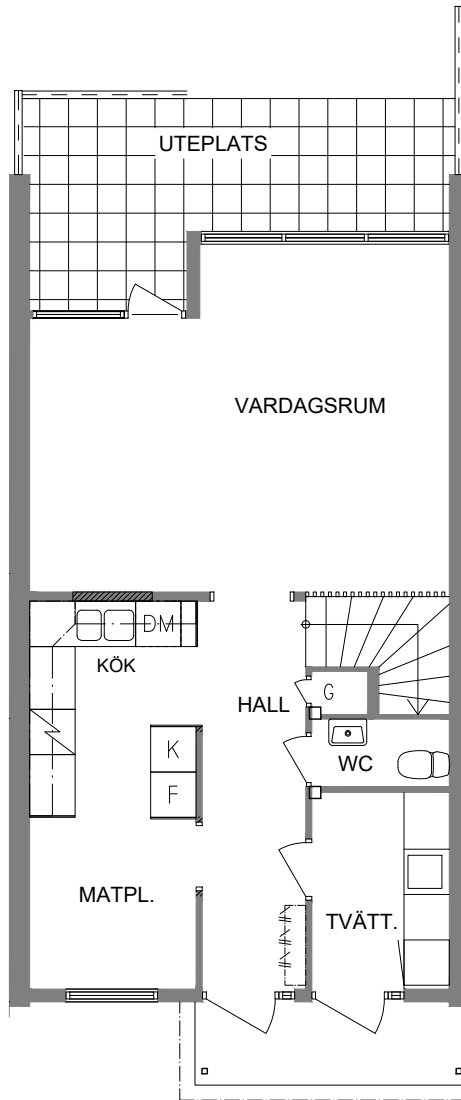 UTEPLATS
VARDAGSRUM
DM
KÖK
G
HALL
K
WC
F
MATPL.
TVÄTT.